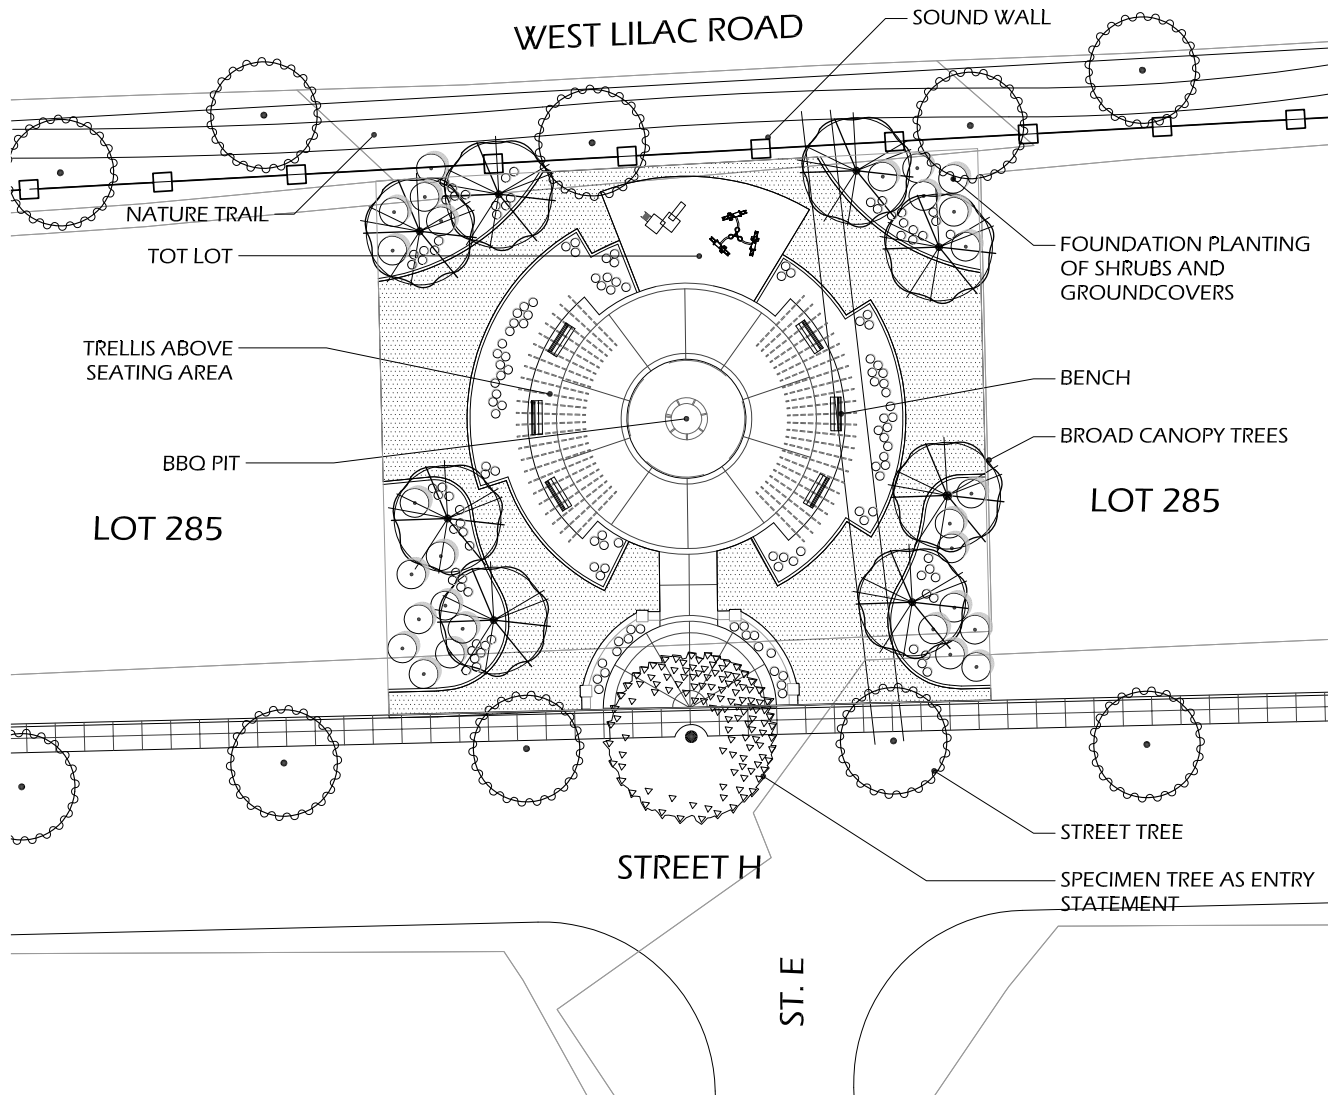 WEST LILAC ROAD
SOUND WALL
NATURE TRAIL
TOT LOT
FOUNDATION PLANTING
OF SHRUBS AND
GROUNDCOVERS
TRELLIS ABOVE
SEATING AREA
BENCH
BROAD CANOPY TREES
BBQ PIT
LOT 285
LOT 285
STREET TREE
STREET H
SPECIMEN TREE AS ENTRY
STATEMENT
ST. E